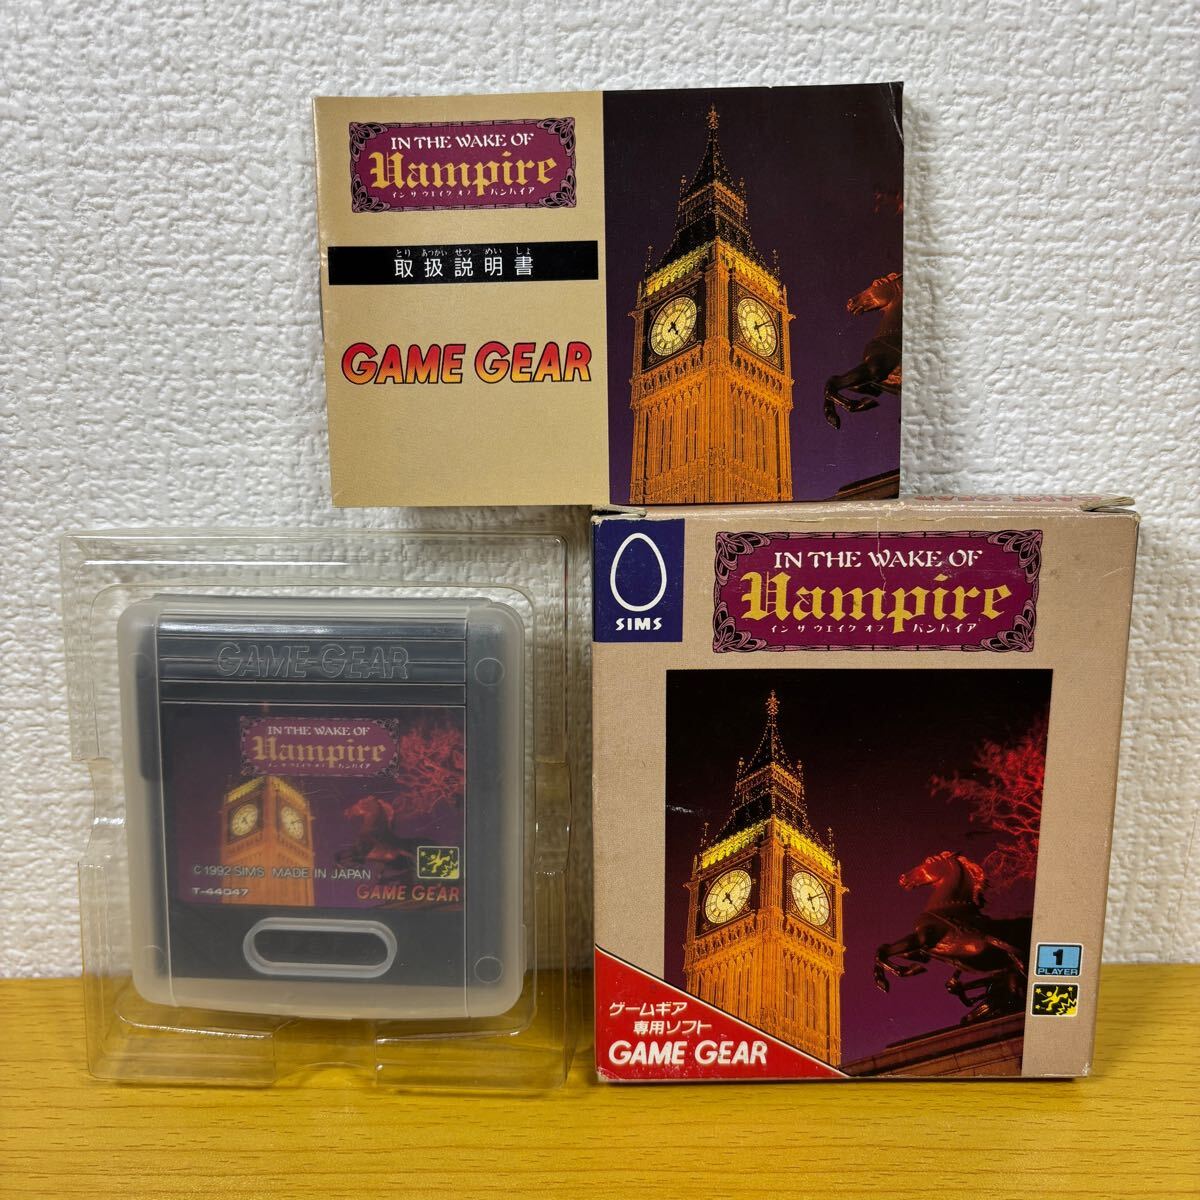 IN THE WAKE OF
Vampire
イン ザ ウエイク オブ バンパイア
とり あつかい せつ めい しょ
取扱説明書
GAME GEAR
GAME GEAR
IN THE WAKE OF
Vampire
イン ザ ウエイク オブ バンパイア
© 1992 SIMS MADE IN JAPAN
T-44047
GAME GEAR
GAME GEAR
SIMS
IN THE WAKE OF
Vampire
イン ザ ウエイク オブ バンパイア
1
PLAYER
ゲームギア
専用ソフト
GAME GEAR